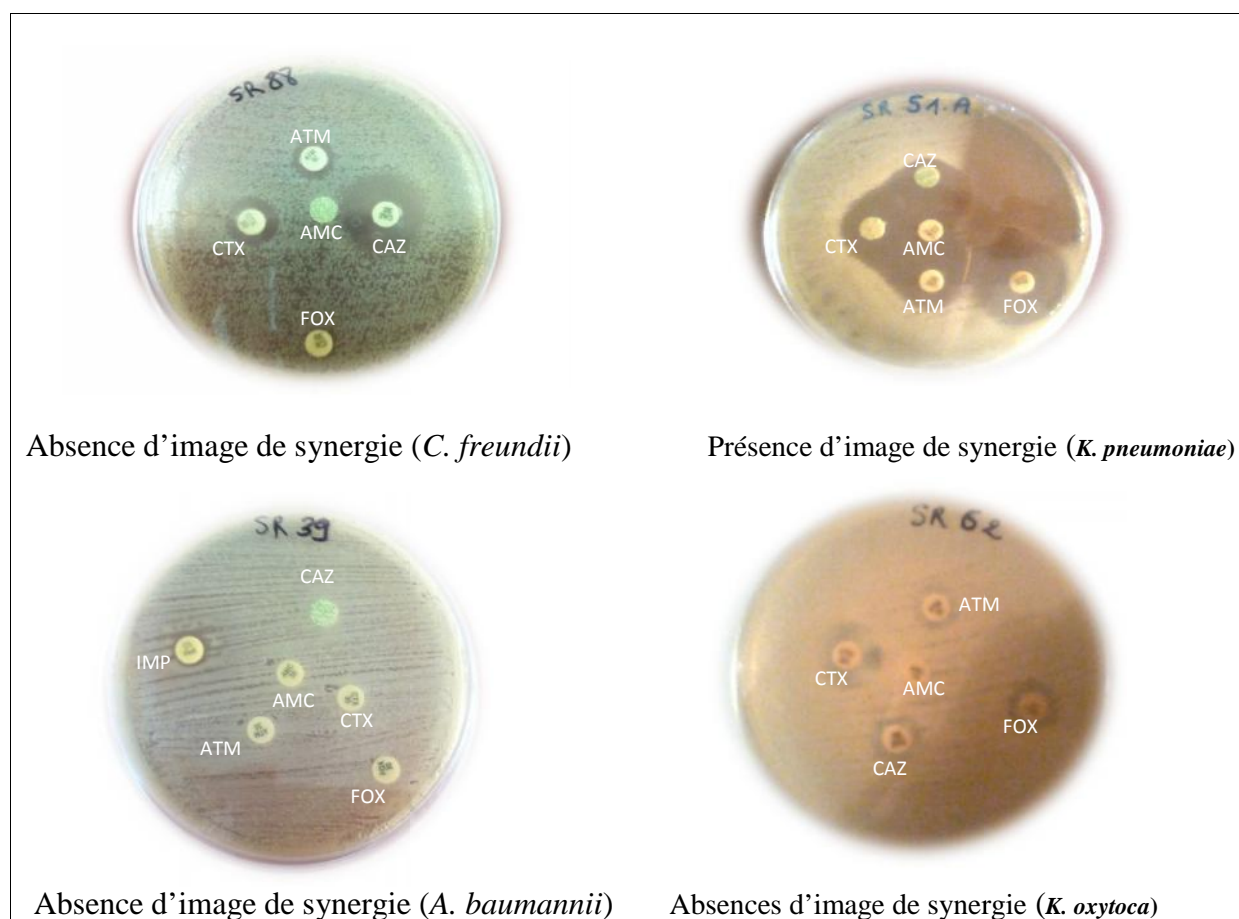 SR 88
ATM
CTX
AMC
CAZ
FOX
Absence d'image de synergie (C. freundii)
SR 51.A
CAZ
CTX
AMC
ATM
FOX
Présence d'image de synergie (K. pneumoniae)
SR 39
CAZ
IMP
AMC
CTX
ATM
FOX
Absence d'image de synergie (A. baumannii)
SR 62
ATM
CTX
AMC
FOX
CAZ
Absences d'image de synergie (K. oxytoca)